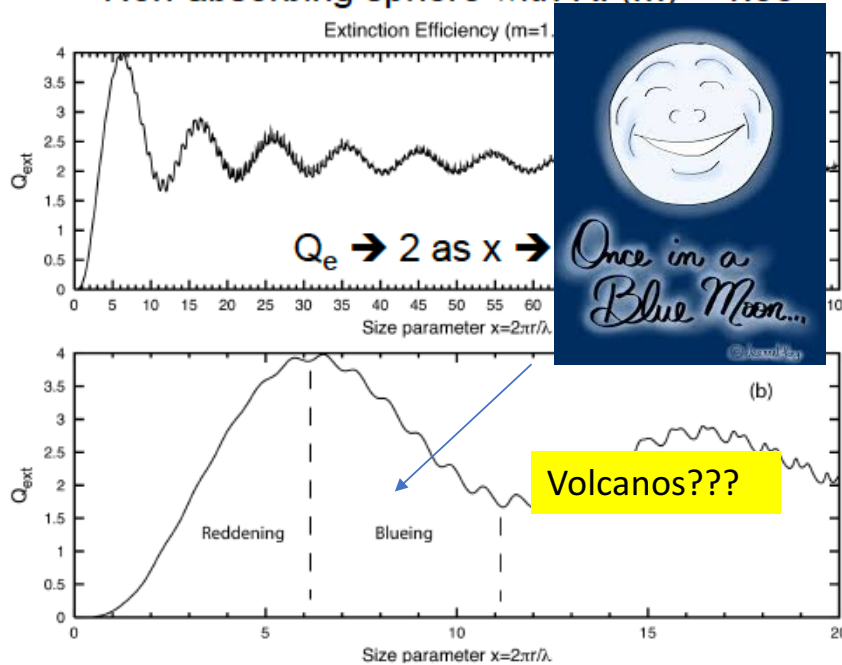 Extinction Efficiency (m=1.
4
3.5
3
2.5
2
1.5
1
0.5
0
Qext
Qe ➔ 2 as x ➔
0 5 10 15 20 25 30 35 40 45 50 55 60
Size parameter x=2πr/λ
Once in a
Blue Moon...
4
3.5
3
2.5
2
1.5
1
0.5
0
Qext
(b)
Volcanos???
Reddening
Blueing
0 5 10 15 20
Size parameter x=2πr/λ